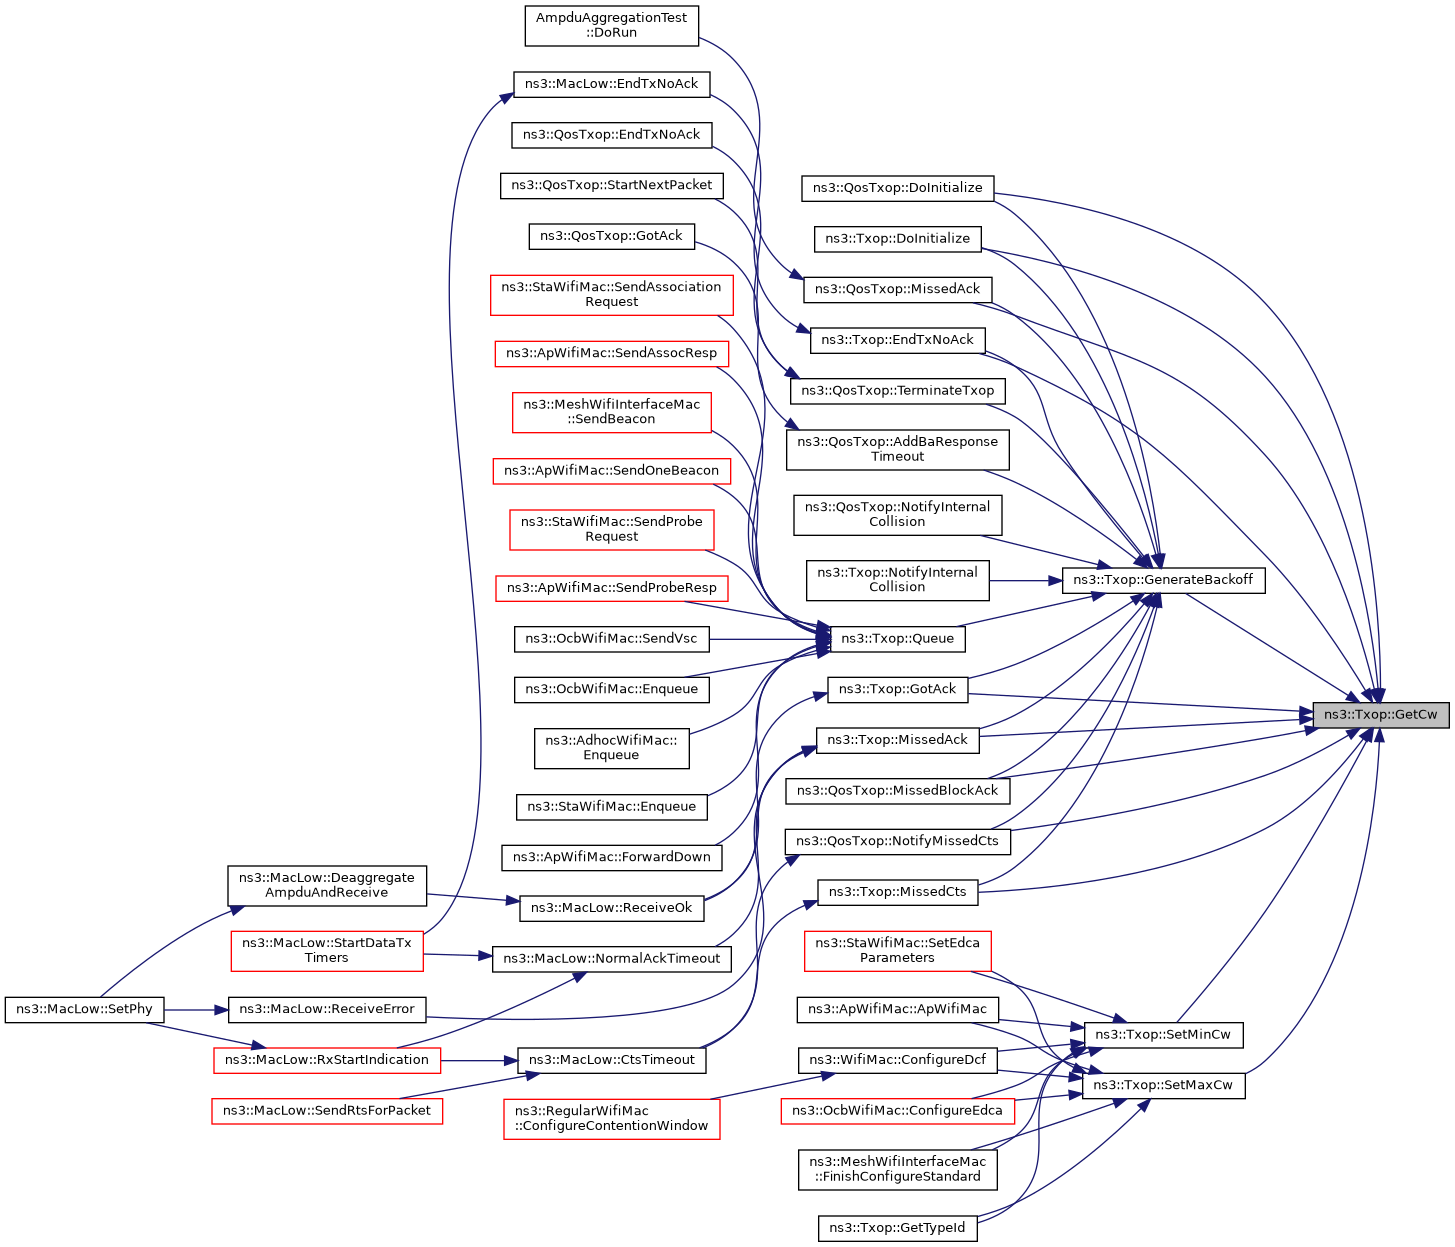 AmpduAggregationTest
::DoRun
ns3::MacLow::EndTxNoAck
ns3::QosTxop::EndTxNoAck
ns3::QosTxop::StartNextPacket
ns3::QosTxop::GotAck
ns3::StaWifiMac::SendAssociation
Request
ns3::ApWifiMac::SendAssocResp
ns3::MeshWifiInterfaceMac
::SendBeacon
ns3::ApWifiMac::SendOneBeacon
ns3::StaWifiMac::SendProbe
Request
ns3::ApWifiMac::SendProbeResp
ns3::OcbWifiMac::SendVsc
ns3::OcbWifiMac::Enqueue
ns3::AdhocWifiMac::
Enqueue
ns3::StaWifiMac::Enqueue
ns3::ApWifiMac::ForwardDown
ns3::MacLow::ReceiveOk
ns3::MacLow::NormalAckTimeout
ns3::MacLow::CtsTimeout
ns3::RegularWifiMac
::ConfigureContentionWindow
ns3::MacLow::Deaggregate
AmpduAndReceive
ns3::MacLow::StartDataTx
Timers
ns3::MacLow::SetPhy
ns3::MacLow::ReceiveError
ns3::MacLow::RxStartIndication
ns3::MacLow::SendRtsForPacket
ns3::QosTxop::DoInitialize
ns3::Txop::DoInitialize
ns3::QosTxop::MissedAck
ns3::Txop::EndTxNoAck
ns3::QosTxop::TerminateTxop
ns3::QosTxop::AddBaResponse
Timeout
ns3::QosTxop::NotifyInternal
Collision
ns3::Txop::NotifyInternal
Collision
ns3::Txop::GenerateBackoff
ns3::Txop::Queue
ns3::Txop::GotAck
ns3::Txop::GetCw
ns3::Txop::MissedAck
ns3::QosTxop::MissedBlockAck
ns3::QosTxop::NotifyMissedCts
ns3::Txop::MissedCts
ns3::StaWifiMac::SetEdca
Parameters
ns3::ApWifiMac::ApWifiMac
ns3::Txop::SetMinCw
ns3::WifiMac::ConfigureDcf
ns3::Txop::SetMaxCw
ns3::OcbWifiMac::ConfigureEdca
ns3::MeshWifiInterfaceMac
::FinishConfigureStandard
ns3::Txop::GetTypeId